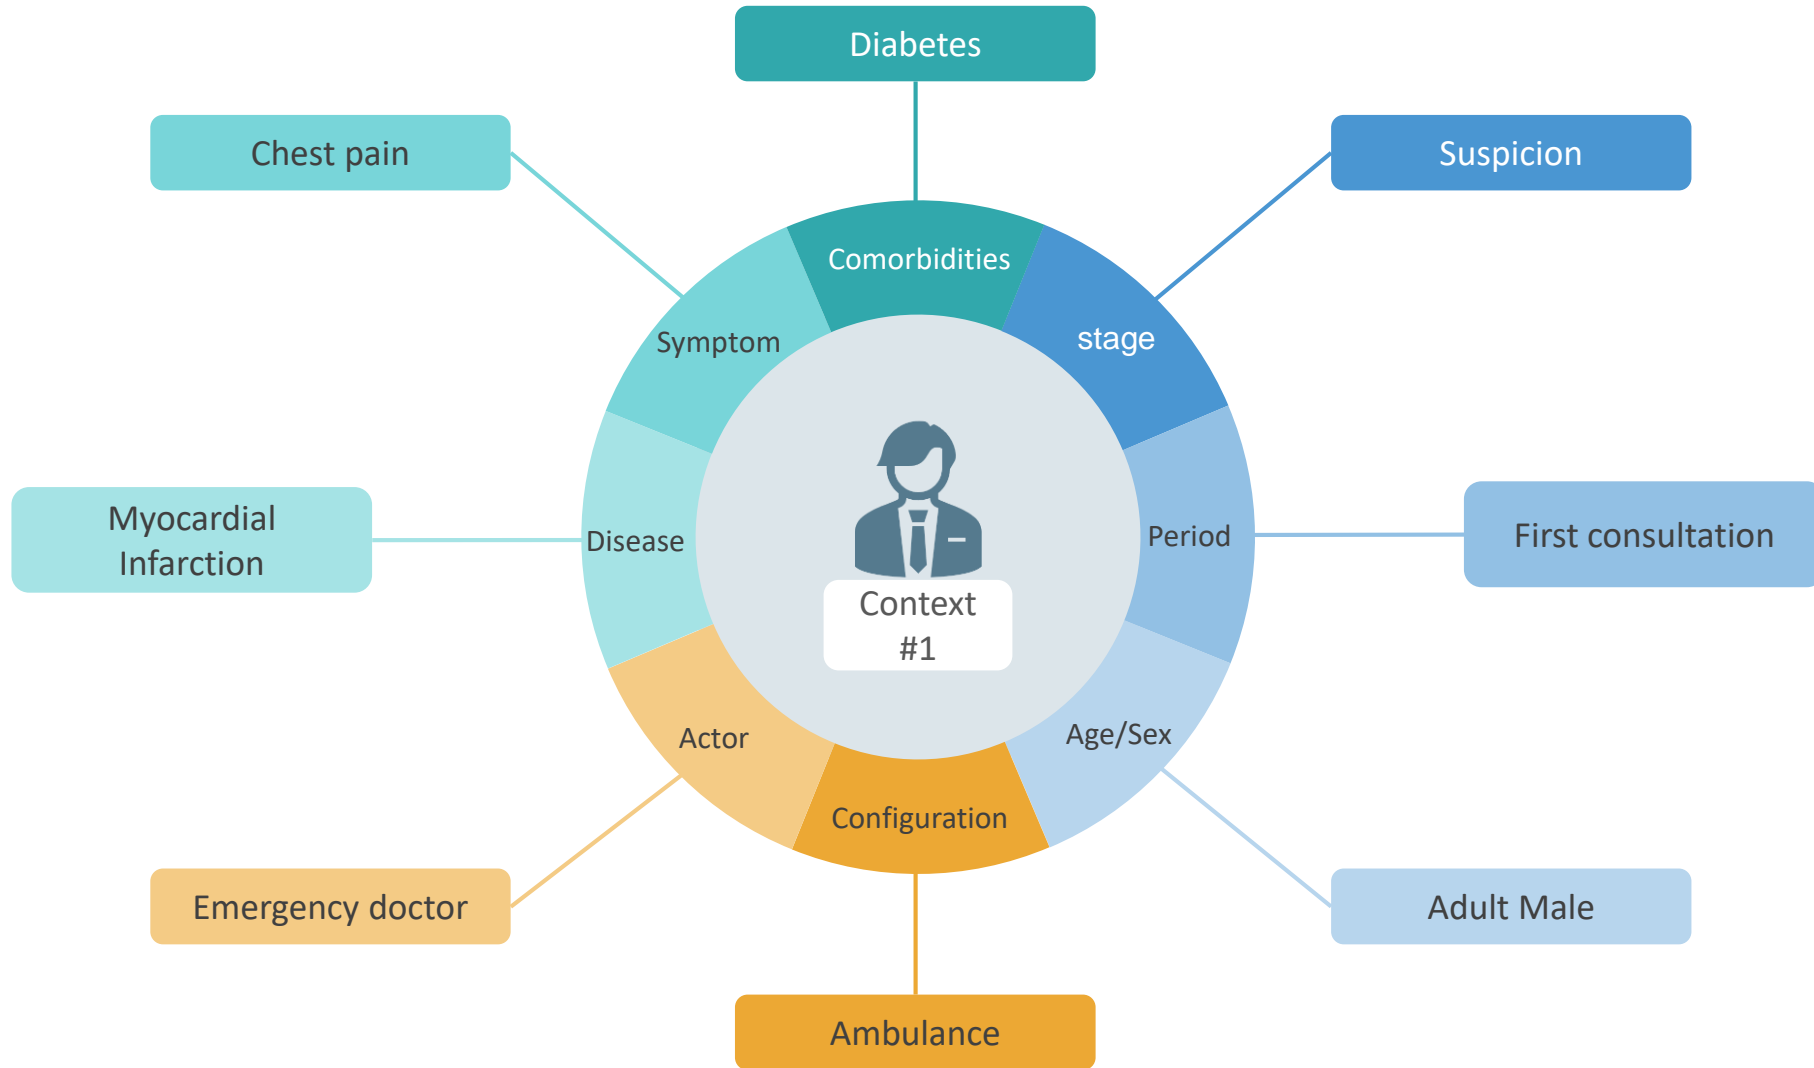 Diabetes
Chest pain
Suspicion
Comorbidities
Symptom
stage
Myocardial
Infarction
Disease
Period
First consultation
Context
#1
Actor
Age/Sex
Configuration
Emergency doctor
Adult Male
Ambulance